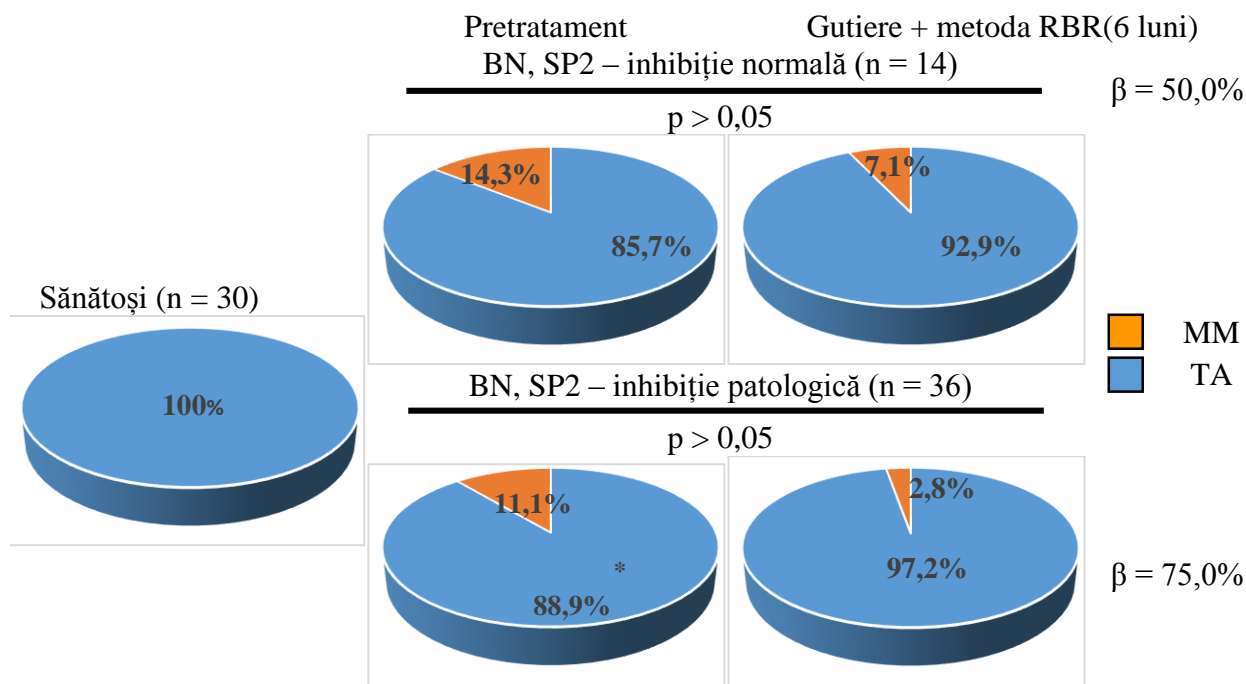 Pretratament
Gutiere + metoda RBR(6 luni)
BN, SP2 – inhibiție normală (n = 14)
β = 50,0%
p > 0,05
14,3%
85,7%
7,1%
92,9%
Sănătoși (n = 30)
100%
MM
TA
BN, SP2 – inhibiție patologică (n = 36)
p > 0,05
11,1%
*
88,9%
2,8%
97,2%
β = 75,0%